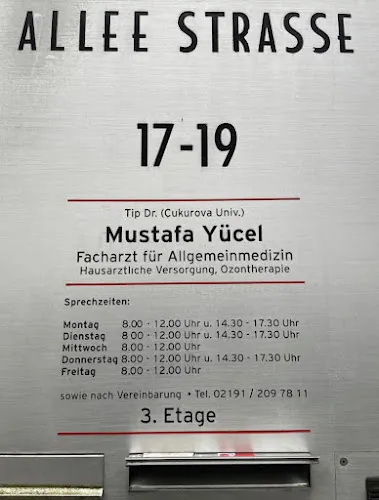 ALLEE STRASSE
17-19
Tip Dr. (Cukurova Univ.)
Mustafa Yücel
Facharzt für Allgemeinmedizin
Hausarztliche Versorgung, Ozontherapie
Sprechzeiten:
Montag 8.00 - 12.00 Uhr u. 14.30 - 17.30 Uhr
Dienstag 8 00 - 12.00 Uhr u. 14.30 - 17.30 Uhr
Mittwoch 8.00 - 12.00 Uhr
Donnerstag 8.00 - 12.00 Uhr u. 14.30 - 17.30 Uhr
Freitag 8.00 - 12.00 Uhr
sowie nach Vereinbarung • Tel. 02191 / 209 78 11
3. Etage